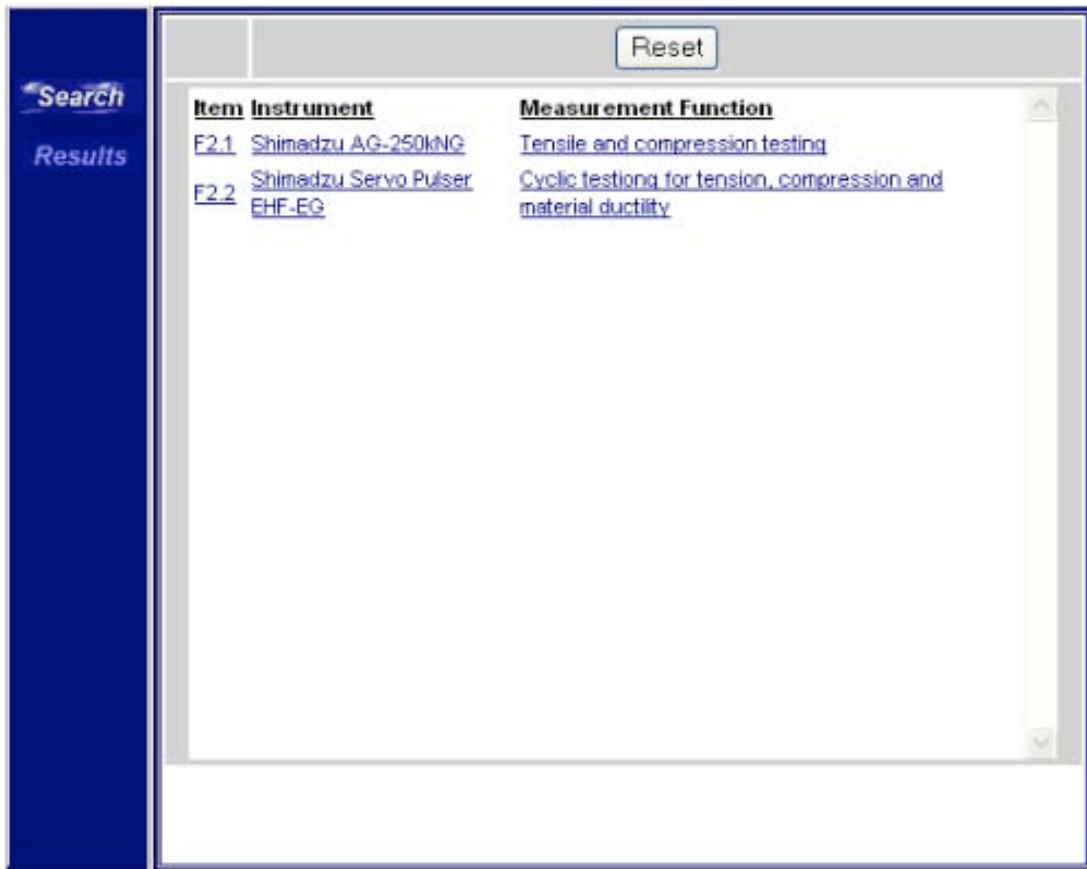 Reset
Search
Results
Item Instrument Measurement Function
F2.1 Shimadzu AG-250kNG Tensile and compression testing
F2.2 Shimadzu Servo Pulser Cyclic testiong for tension, compression and
EHF-EG material ductility